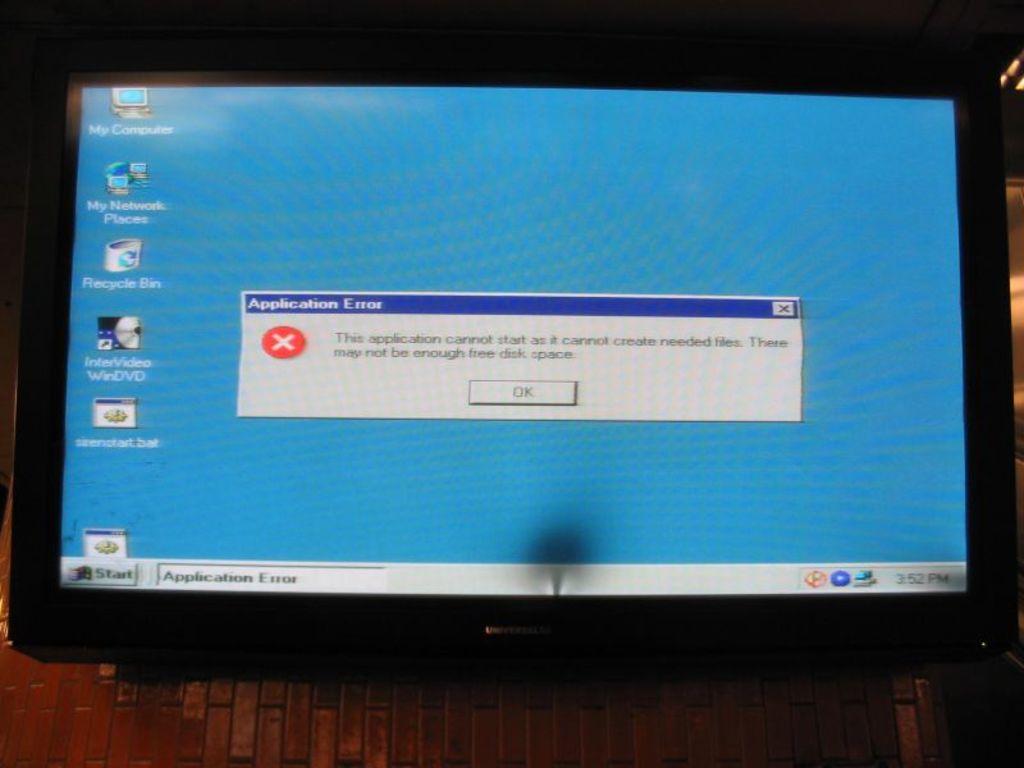 My Computer
My Network
Places
Recycle Bin
InterVideo
WinDVD
sirenstart.bat
Application Error
This application cannot start as it cannot create needed files. There
may not be enough free disk space.
OK
Start
Application Error
3:52 PM